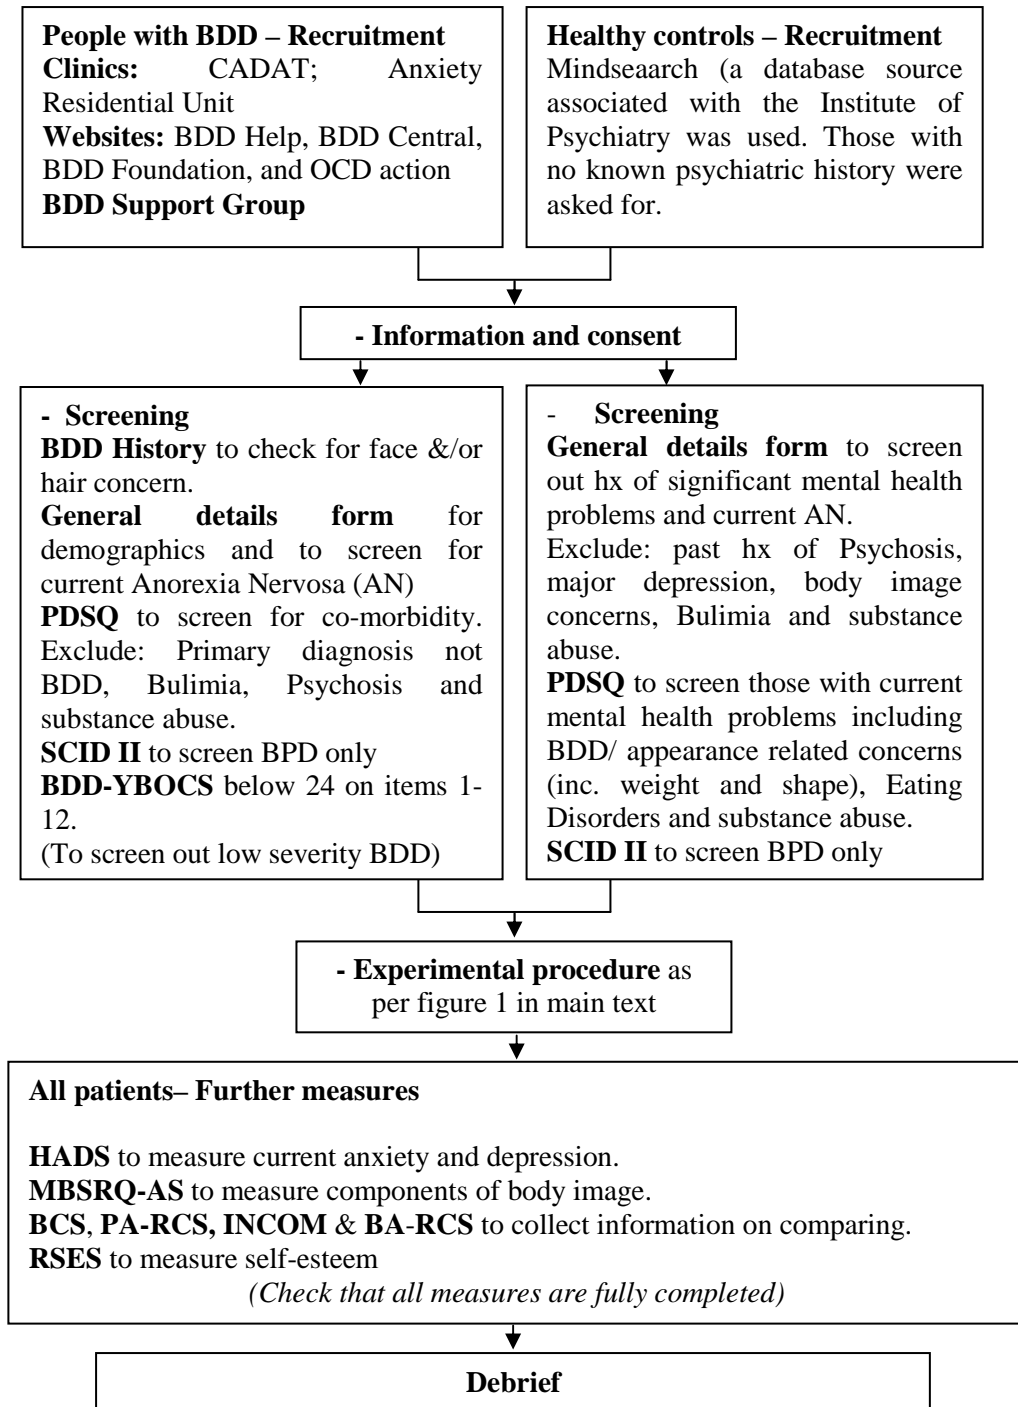 People with BDD – Recruitment
Clinics: CADAT; Anxiety
Residential Unit
Websites: BDD Help, BDD Central,
BDD Foundation, and OCD action
BDD Support Group
Healthy controls – Recruitment
Mindseaarch (a database source
associated with the Institute of
Psychiatry was used. Those with
no known psychiatric history were
asked for.
- Information and consent
- Screening
BDD History to check for face &/or
hair concern.
General details form for
demographics and to screen for
current Anorexia Nervosa (AN)
PDSQ to screen for co-morbidity.
Exclude: Primary diagnosis not
BDD, Bulimia, Psychosis and
substance abuse.
SCID II to screen BPD only
BDD-YBOCS below 24 on items 1-
12.
(To screen out low severity BDD)
- Screening
General details form to screen
out hx of significant mental health
problems and current AN.
Exclude: past hx of Psychosis,
major depression, body image
concerns, Bulimia and substance
abuse.
PDSQ to screen those with current
mental health problems including
BDD/ appearance related concerns
(inc. weight and shape), Eating
Disorders and substance abuse.
SCID II to screen BPD only
- Experimental procedure as
per figure 1 in main text
All patients– Further measures
HADS to measure current anxiety and depression.
MBSRQ-AS to measure components of body image.
BCS, PA-RCS, INCOM & BA-RCS to collect information on comparing.
RSES to measure self-esteem
(Check that all measures are fully completed)
Debrief